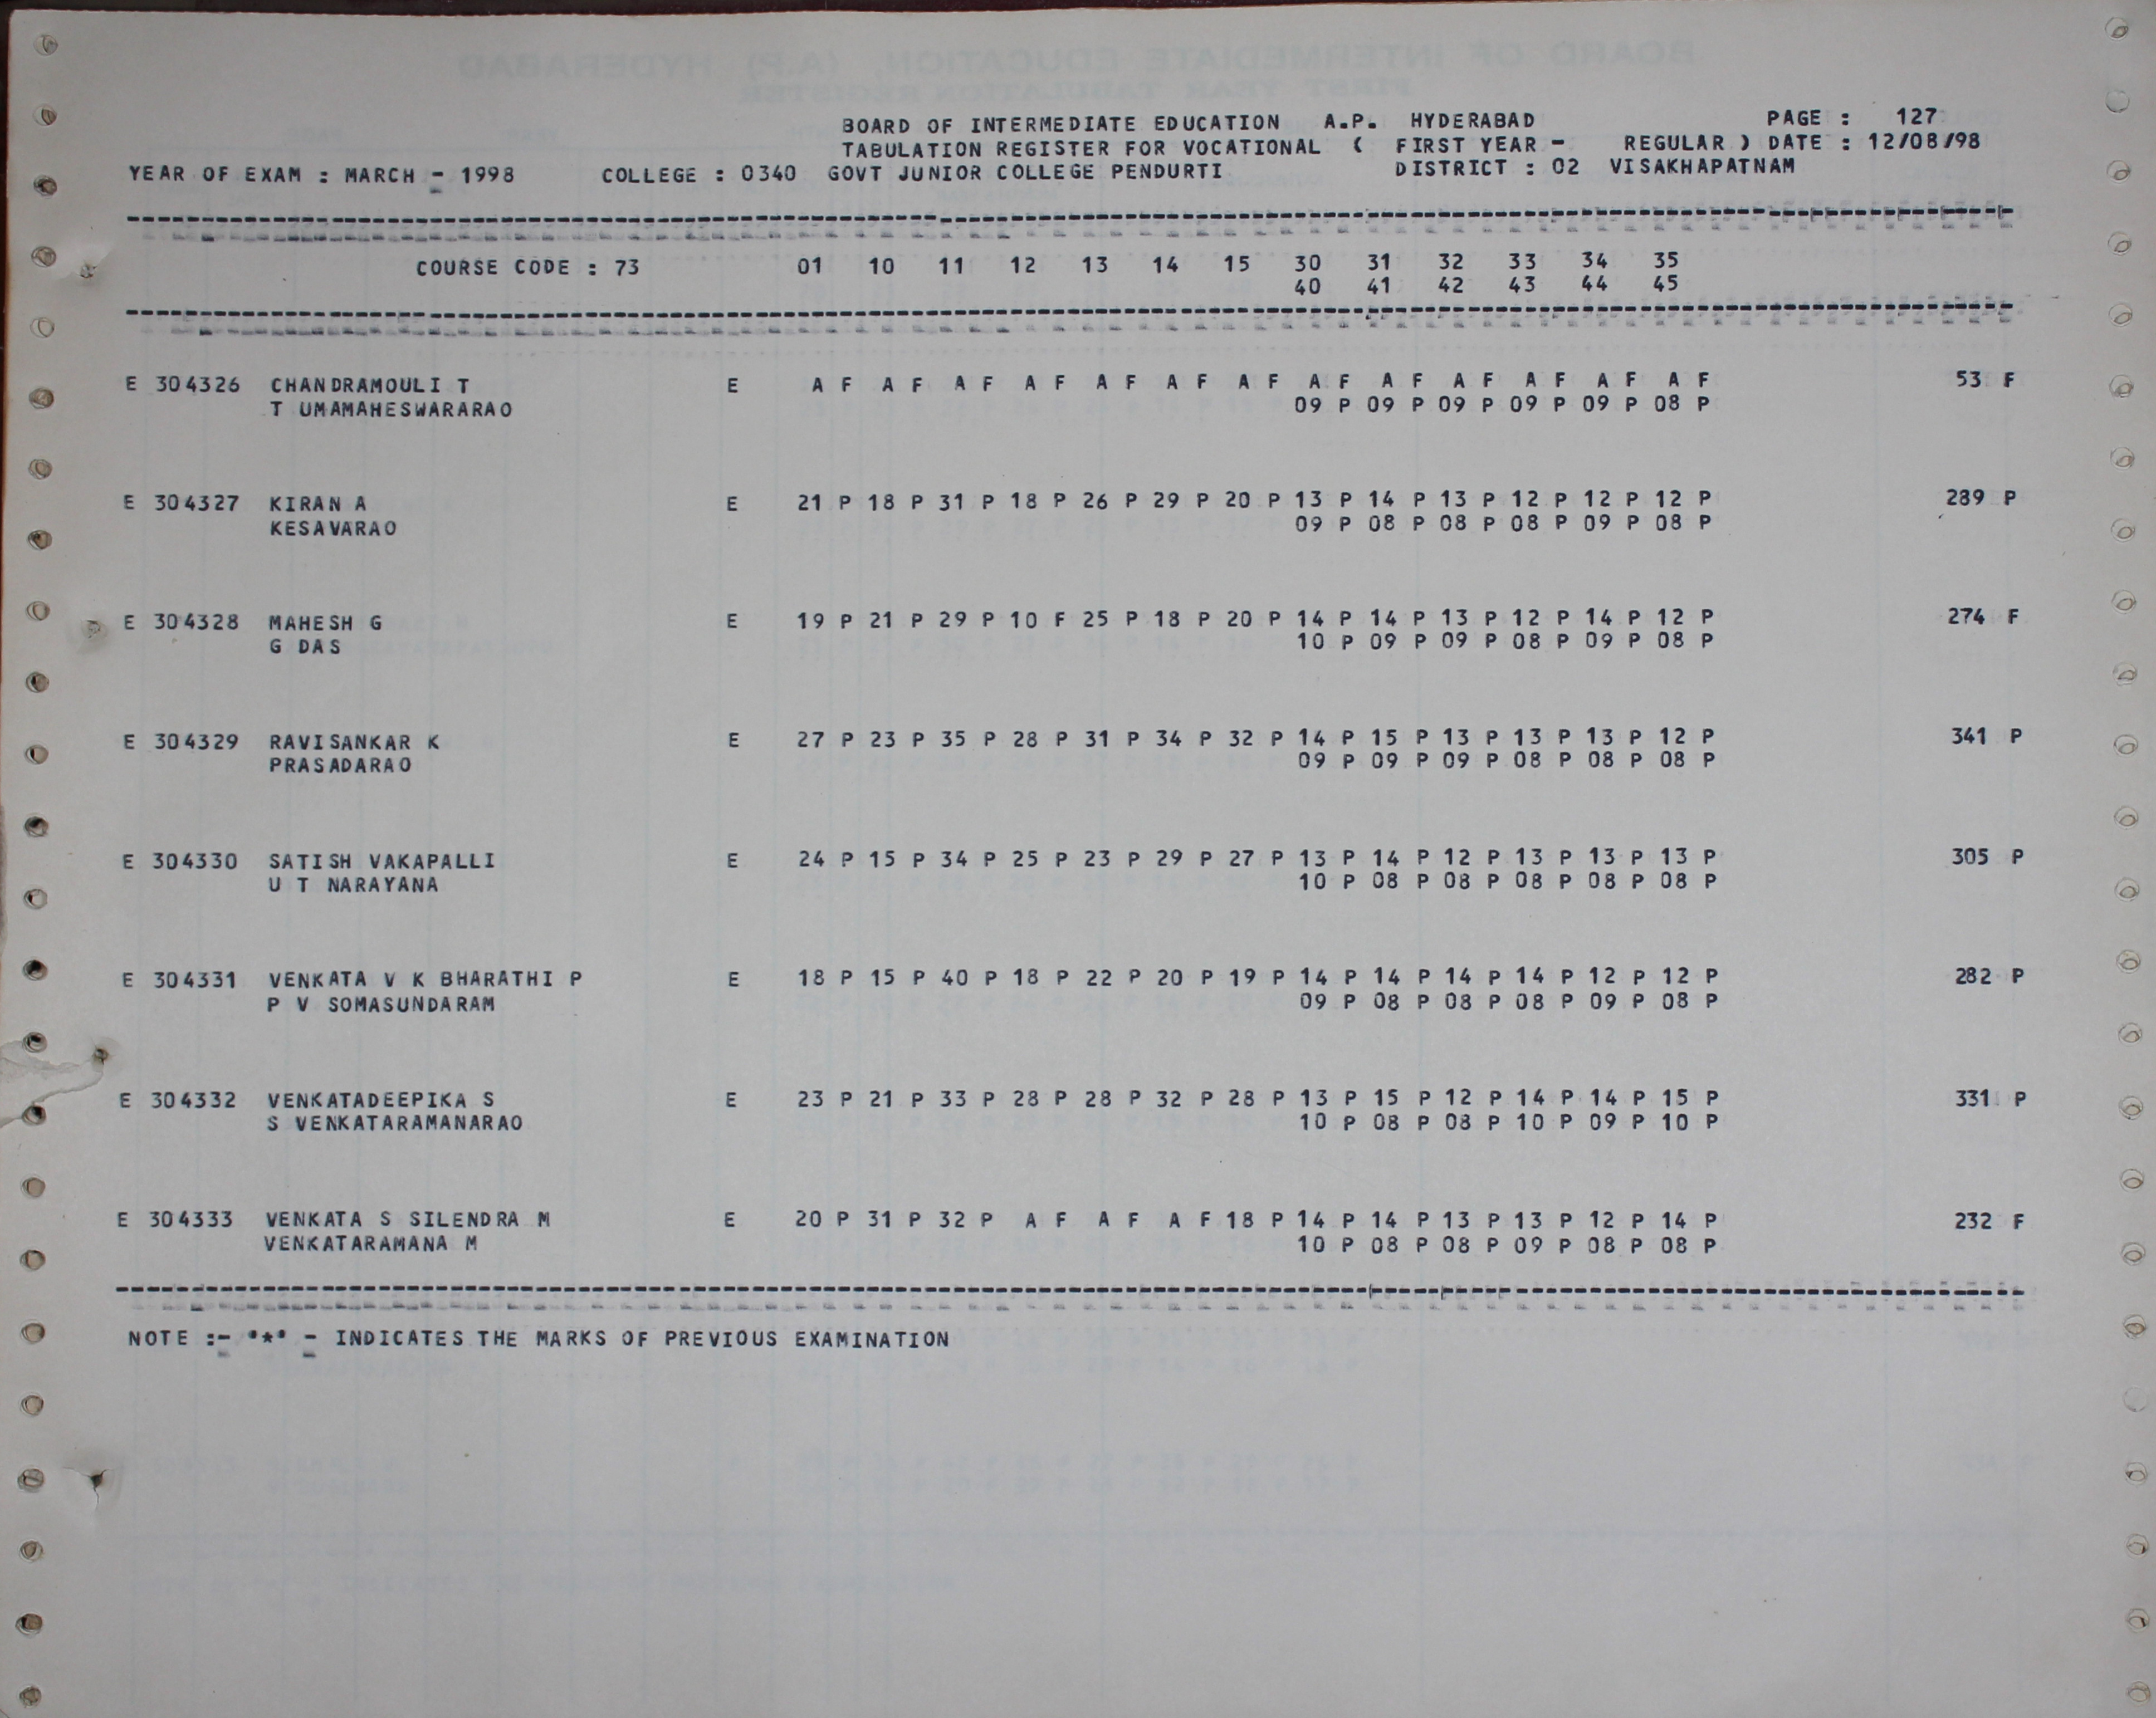 BOARD OF INTERMEDIATE EDUCATION A.P. HYDERABAD PAGE : 127
TABULATION REGISTER FOR VOCATIONAL ( FIRST YEAR - REGULAR ) DATE : 12/08/98
YEAR OF EXAM : MARCH - 1998 COLLEGE : 0340 GOVT JUNIOR COLLEGE PENDURTI DISTRICT : 02 VISAKHAPATNAM
COURSE CODE : 73 01 10 11 12 13 14 15 30 31 32 33 34 35
40 41 42 43 44 45
E 304326 CHANDRAMOULI T E A F A F A F A F A F A F A F A F A F A F A F A F A F 53 F
T UMAMAHESWARARAO 09 P 09 P 09 P 09 P 09 P 08 P
E 304327 KIRAN A E 21 P 18 P 31 P 18 P 26 P 29 P 20 P 13 P 14 P 13 P 12 P 12 P 12 P 289 P
KESAVARAO 09 P 08 P 08 P 08 P 09 P 08 P
E 304328 MAHESH G E 19 P 21 P 29 P 10 F 25 P 18 P 20 P 14 P 14 P 13 P 12 P 14 P 12 P 274 F
G DAS 10 P 09 P 09 P 08 P 09 P 08 P
E 304329 RAVISANKAR K E 27 P 23 P 35 P 28 P 31 P 34 P 32 P 14 P 15 P 13 P 13 P 13 P 12 P 341 P
PRASADARAO 09 P 09 P 09 P 08 P 08 P 08 P
E 304330 SATISH VAKAPALLI E 24 P 15 P 34 P 25 P 23 P 29 P 27 P 13 P 14 P 12 P 13 P 13 P 13 P 305 P
U T NARAYANA 10 P 08 P 08 P 08 P 08 P 08 P
E 304331 VENKATA V K BHARATHI P E 18 P 15 P 40 P 18 P 22 P 20 P 19 P 14 P 14 P 14 P 14 P 12 P 12 P 282 P
P V SOMASUNDARAM 09 P 08 P 08 P 08 P 09 P 08 P
E 304332 VENKATADEEPIKA S E 23 P 21 P 33 P 28 P 28 P 32 P 28 P 13 P 15 P 12 P 14 P 14 P 15 P 331 P
S VENKATARAMANARAO 10 P 08 P 08 P 10 P 09 P 10 P
E 304333 VENKATA S SILENDRA M E 20 P 31 P 32 P A F A F A F 18 P 14 P 14 P 13 P 13 P 12 P 14 P 232 F
VENKATARAMANA M 10 P 08 P 08 P 09 P 08 P 08 P
NOTE :- '*' - INDICATES THE MARKS OF PREVIOUS EXAMINATION